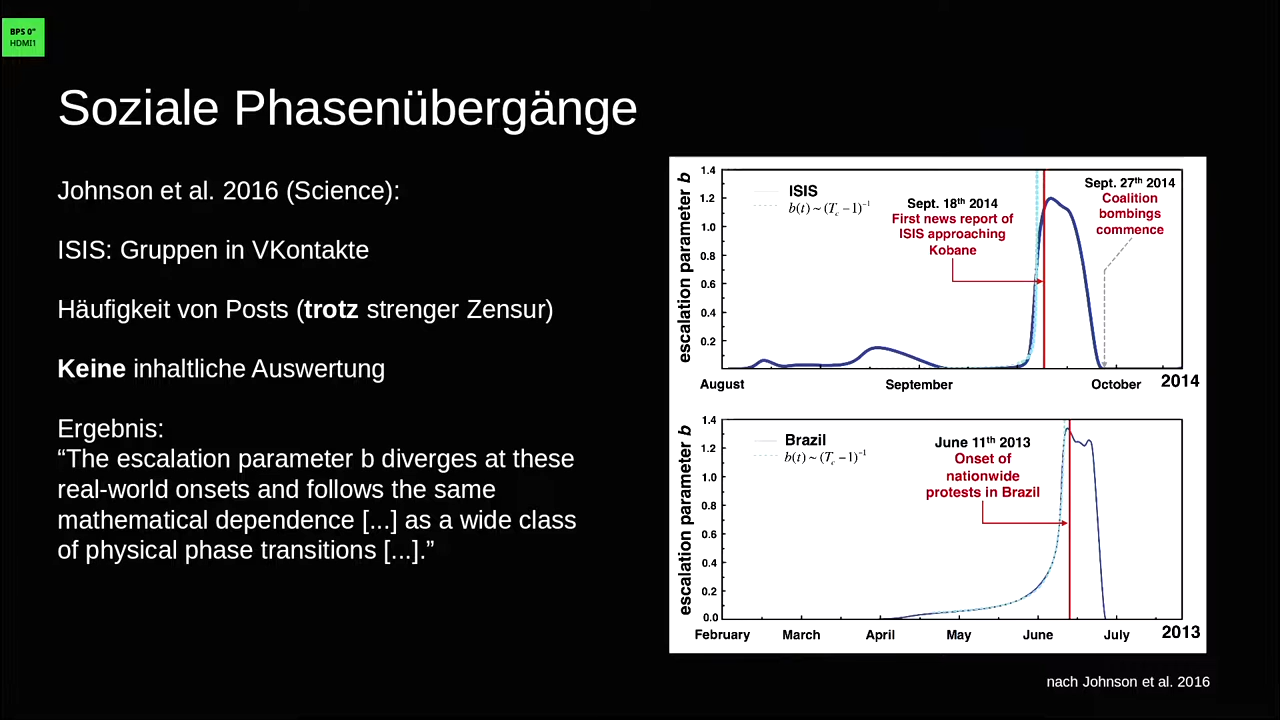 BPS 0"
HDMI1
Soziale Phasenübergänge
Johnson et al. 2016 (Science):
ISIS: Gruppen in VKontakte
Häufigkeit von Posts (trotz strenger Zensur)
Keine inhaltliche Auswertung
Ergebnis:
“The escalation parameter b diverges at these
real-world onsets and follows the same
mathematical dependence [...] as a wide class
of physical phase transitions [...].”
escalation parameter b
1.4
1.2
1.0
0.8
0.6
0.4
0.2
ISIS
b(t) ~ (Tc – 1)⁻¹
Sept. 18th 2014
First news report of
ISIS approaching
Kobane
Sept. 27th 2014
Coalition
bombings
commence
August September October 2014
escalation parameter b
1.4
1.2
1.0
0.8
0.6
0.4
0.2
0.0
Brazil
b(t) ~ (Tc – 1)⁻¹
June 11th 2013
Onset of
nationwide
protests in Brazil
February March April May June July 2013
nach Johnson et al. 2016